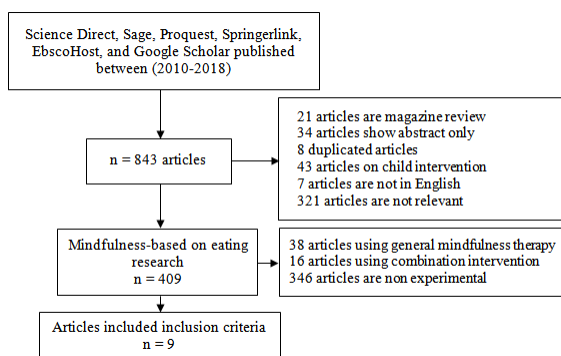 Science Direct, Sage, Proquest, Springerlink,
EbscoHost, and Google Scholar published
between (2010-2018)
21 articles are magazine review
34 articles show abstract only
8 duplicated articles
43 articles on child intervention
7 articles are not in English
321 articles are not relevant
n = 843 articles
Mindfulness-based on eating
research
n = 409
38 articles using general mindfulness therapy
16 articles using combination intervention
346 articles are non experimental
Articles included inclusion criteria
n = 9